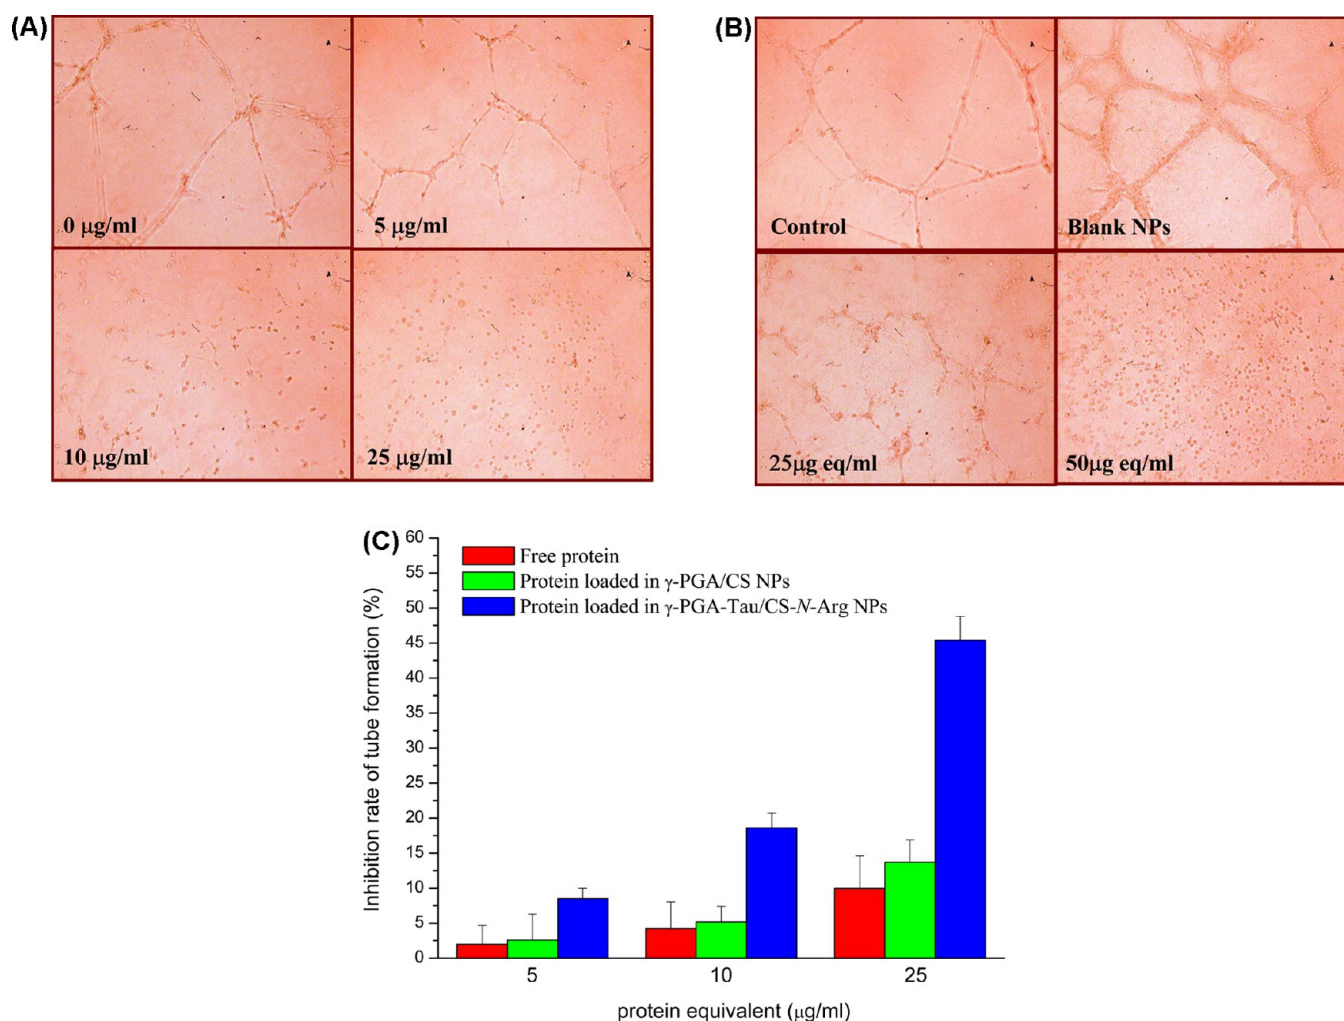 (A)
0 μg/ml
5 μg/ml
10 μg/ml
25 μg/ml
(B)
Control
Blank NPs
25μg eq/ml
50μg eq/ml
(C)
Free protein
Protein loaded in γ-PGA/CS NPs
Protein loaded in γ-PGA-Tau/CS-N-Arg NPs
Inhibition rate of tube formation (%)
60
55
50
45
40
35
30
25
20
15
10
5
0
5 10 25
protein equivalent (μg/ml)